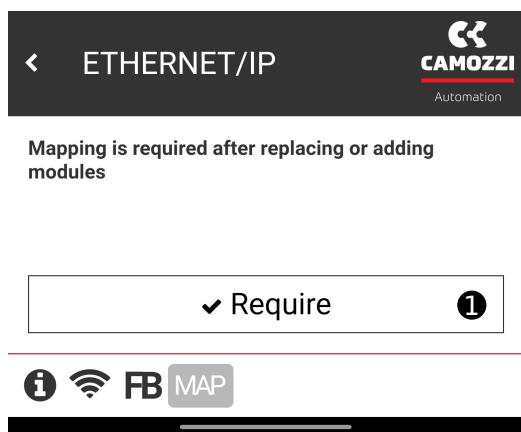 ETHERNET/IP
CAMOZZI
Automation
Mapping is required after replacing or adding
modules
Require
1
FB MAP